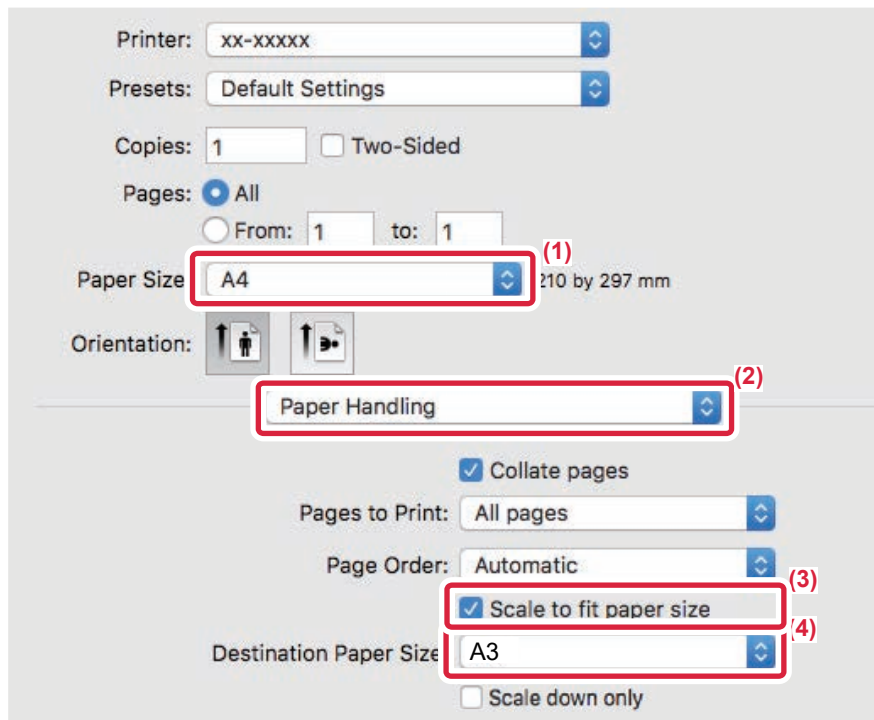 Printer: xx-xxxxx
Presets: Default Settings
Copies: 1 Two-Sided
Pages: All
From: 1 to: 1
(1)
Paper Size A4 210 by 297 mm
Orientation:
(2)
Paper Handling
Collate pages
Pages to Print: All pages
Page Order: Automatic
(3)
Scale to fit paper size
(4)
Destination Paper Size A3
Scale down only